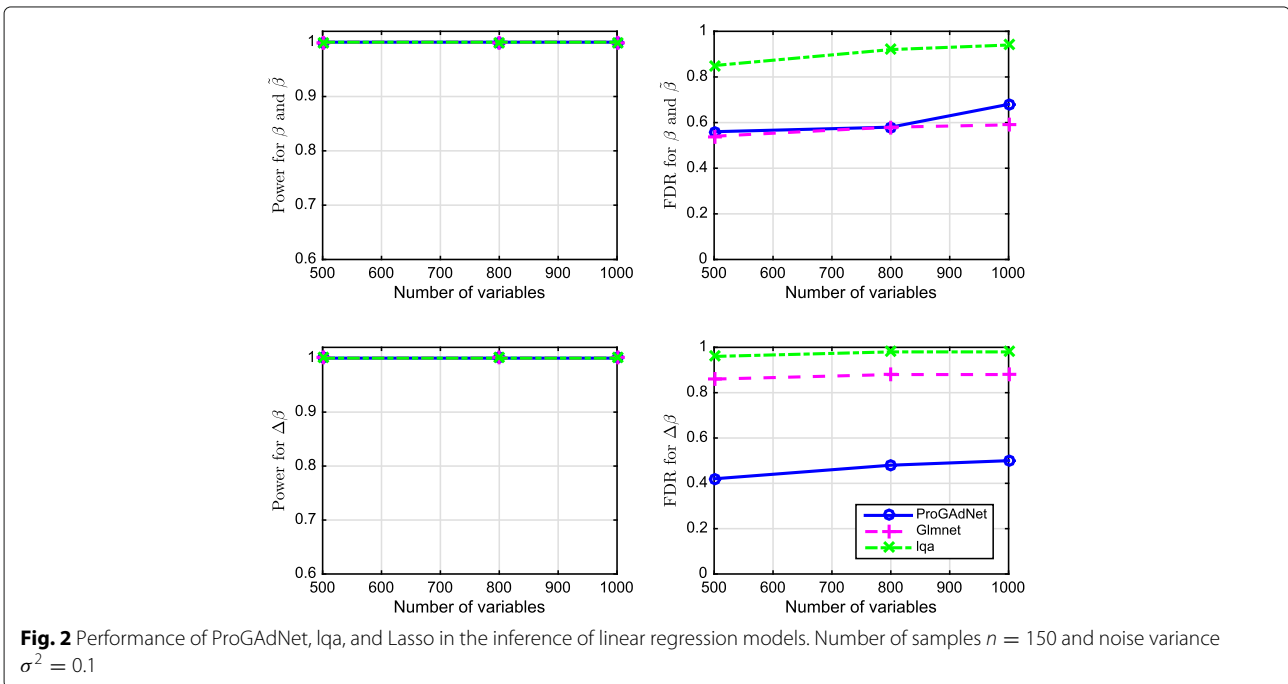 Power for β and β̃
1
0.9
0.8
0.7
0.6
500 600 700 800 900 1000
Number of variables
FDR for β and β̃
1
0.8
0.6
0.4
0.2
0
500 600 700 800 900 1000
Number of variables
Power for Δβ
1
0.9
0.8
0.7
0.6
500 600 700 800 900 1000
Number of variables
FDR for Δβ
1
0.8
0.6
0.4
0.2
0
500 600 700 800 900 1000
Number of variables
ProGAdNet
Glmnet
lqa
Fig. 2 Performance of ProGAdNet, lqa, and Lasso in the inference of linear regression models. Number of samples n = 150 and noise variance
σ² = 0.1